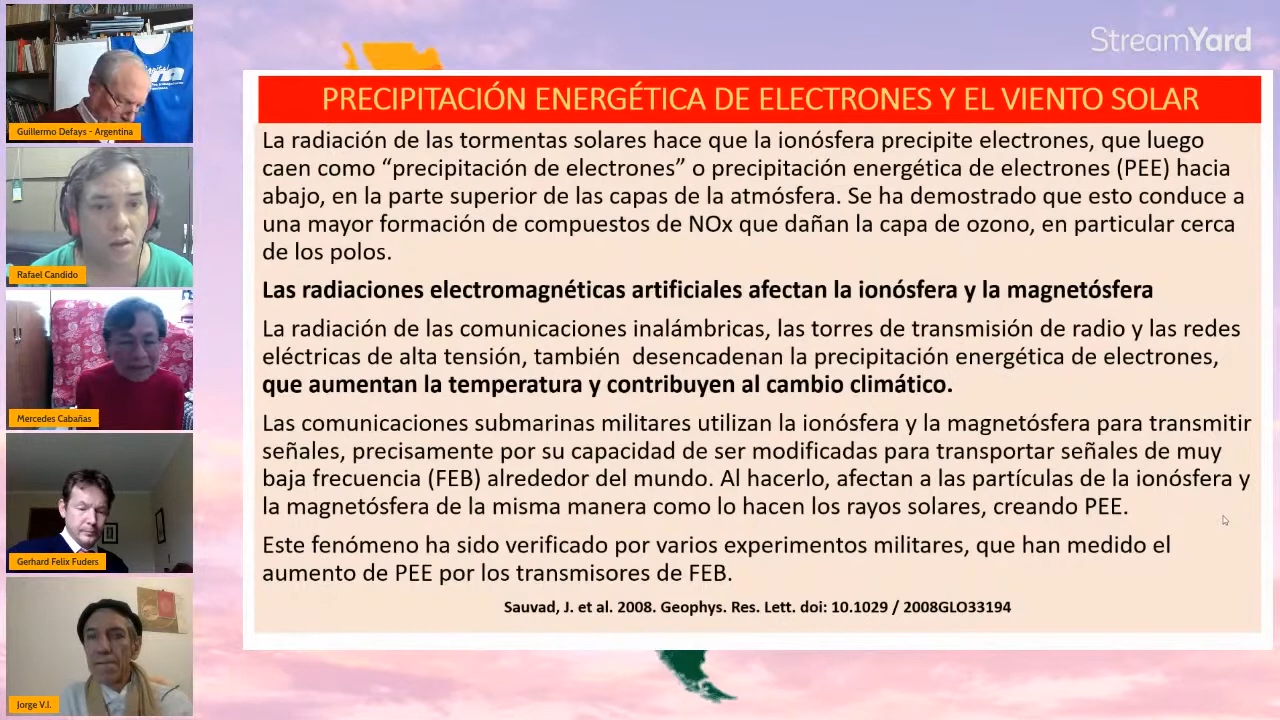 StreamYard
Guillermo Defays - Argentina
Rafael Candido
Mercedes Cabañas
Gerhard Felix Fuders
Jorge V.I.
PRECIPITACIÓN ENERGÉTICA DE ELECTRONES Y EL VIENTO SOLAR
La radiación de las tormentas solares hace que la ionósfera precipite electrones, que luego
caen como “precipitación de electrones” o precipitación energética de electrones (PEE) hacia
abajo, en la parte superior de las capas de la atmósfera. Se ha demostrado que esto conduce a
una mayor formación de compuestos de NOx que dañan la capa de ozono, en particular cerca
de los polos.
Las radiaciones electromagnéticas artificiales afectan la ionósfera y la magnetósfera
La radiación de las comunicaciones inalámbricas, las torres de transmisión de radio y las redes
eléctricas de alta tensión, también desencadenan la precipitación energética de electrones,
que aumentan la temperatura y contribuyen al cambio climático.
Las comunicaciones submarinas militares utilizan la ionósfera y la magnetósfera para transmitir
señales, precisamente por su capacidad de ser modificadas para transportar señales de muy
baja frecuencia (FEB) alrededor del mundo. Al hacerlo, afectan a las partículas de la ionósfera y
la magnetósfera de la misma manera como lo hacen los rayos solares, creando PEE.
Este fenómeno ha sido verificado por varios experimentos militares, que han medido el
aumento de PEE por los transmisores de FEB.
Sauvad, J. et al. 2008. Geophys. Res. Lett. doi: 10.1029 / 2008GLO33194